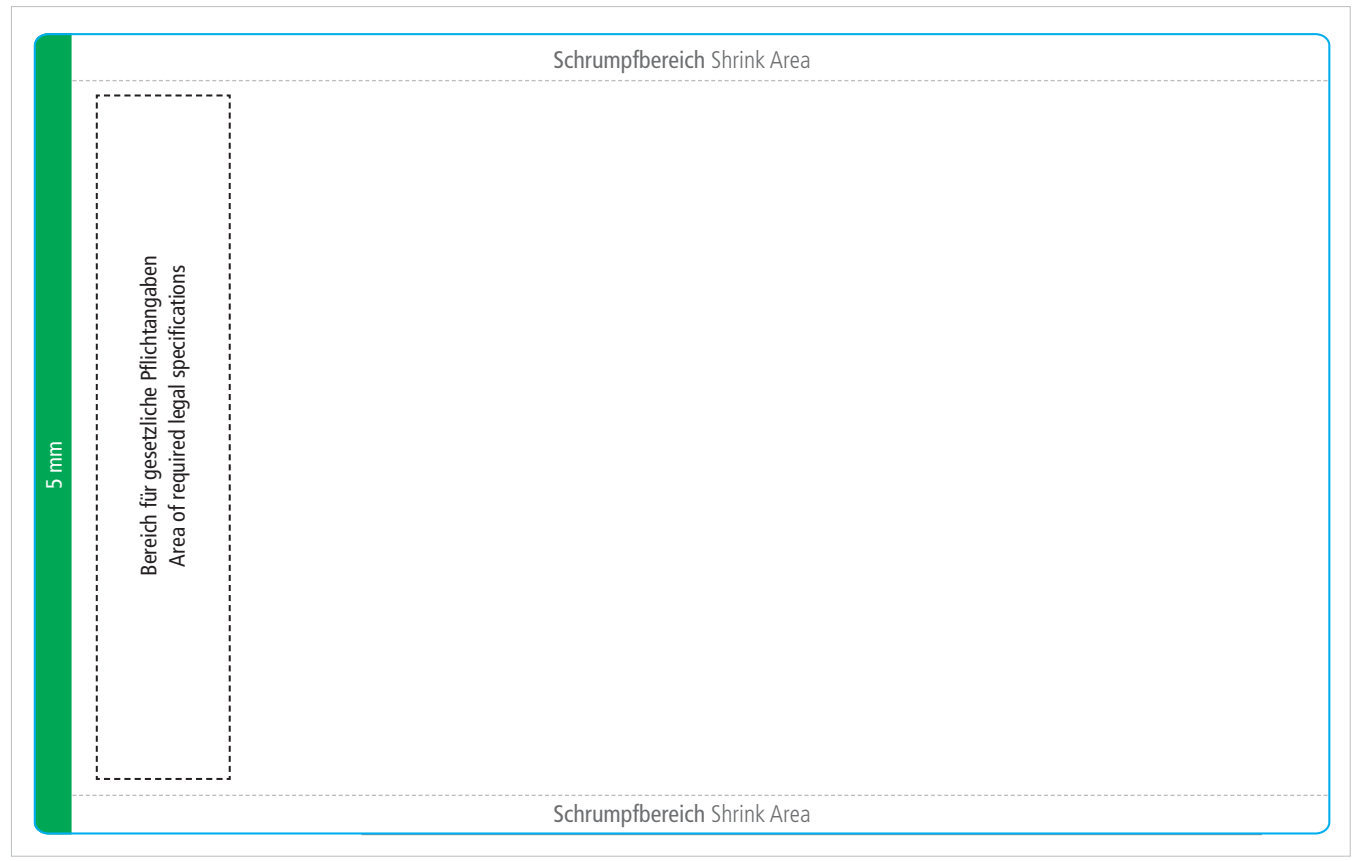 Schrumpfbereich Shrink Area
5 mm
Bereich für gesetzliche Pflichtangaben
Area of required legal specifications
Schrumpfbereich Shrink Area